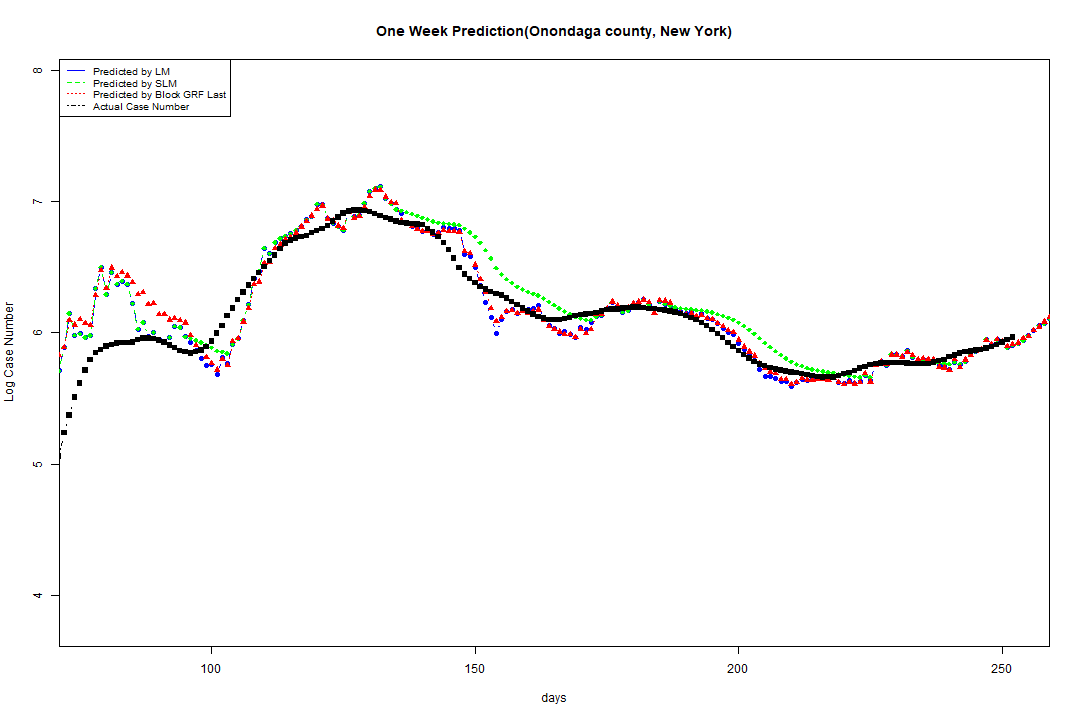 One Week Prediction(Onondaga county, New York)
Predicted by LM
Predicted by SLM
Predicted by Block GRF Last
Actual Case Number
8
7
6
5
4
Log Case Number
100
150
200
250
days